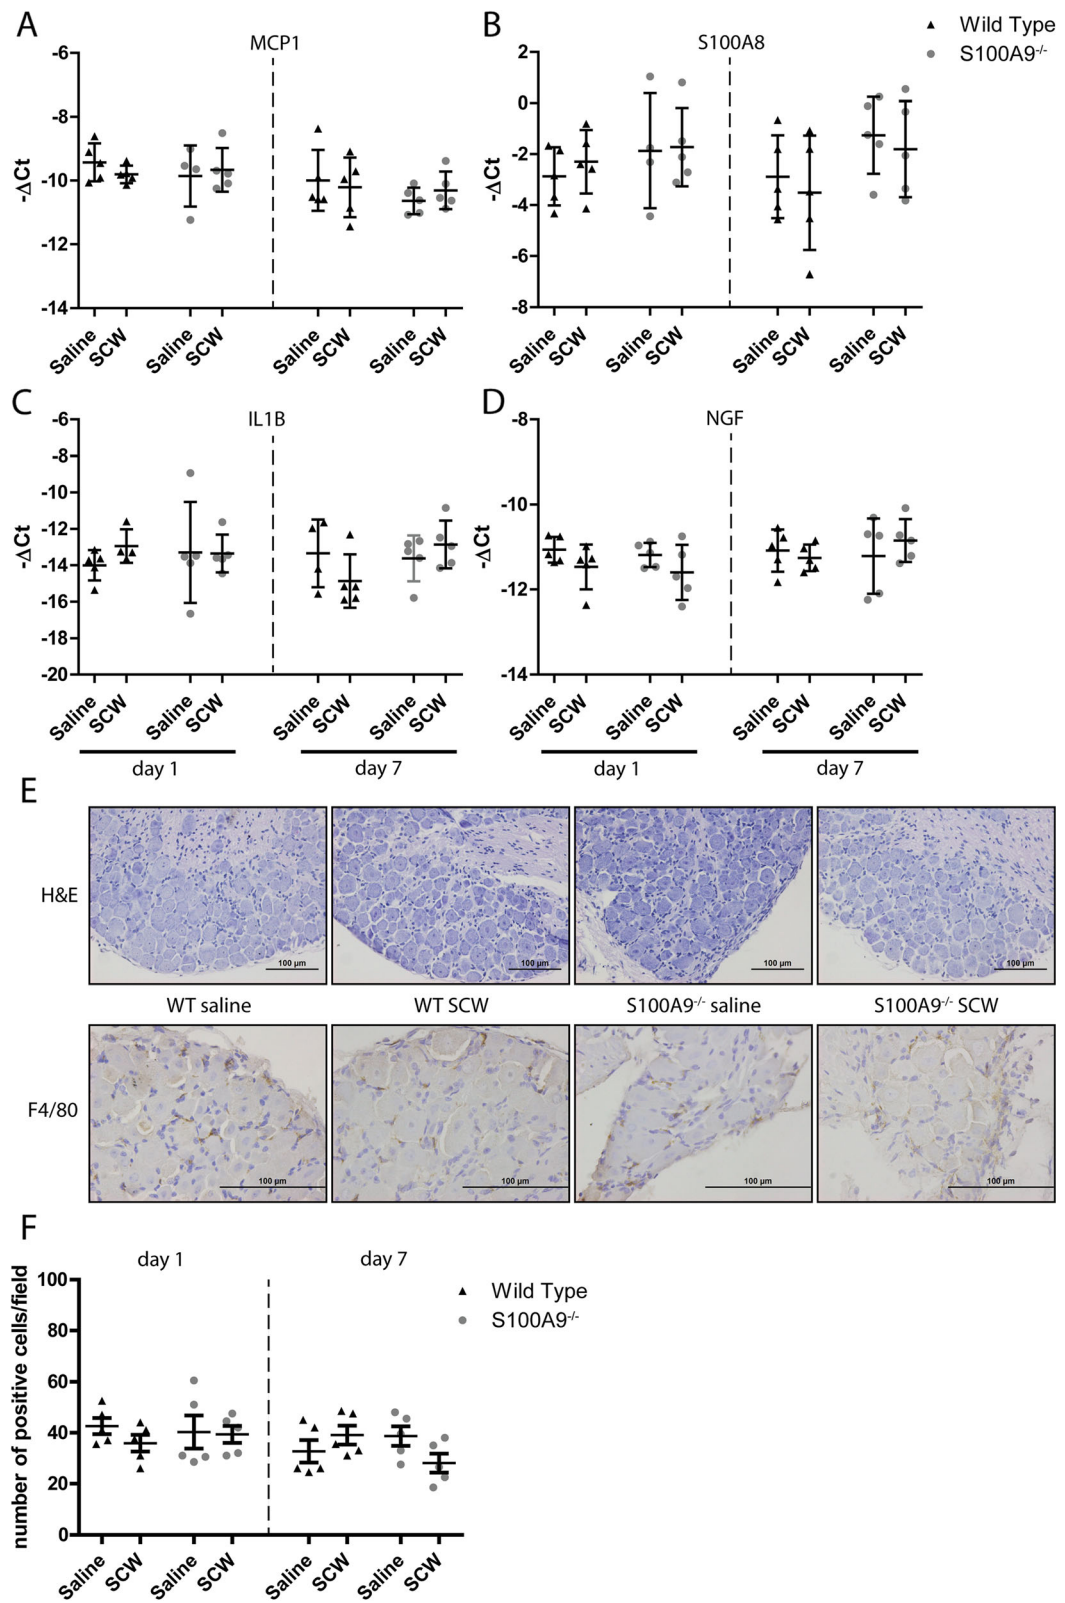 A
MCP1
-6
-8
-10
-12
-14
-ΔCt
Saline
SCW
Saline
SCW
Saline
SCW
Saline
SCW
B
S100A8
2
0
-2
-4
-6
-8
-ΔCt
Saline
SCW
Saline
SCW
Saline
SCW
Saline
SCW
Wild Type
S100A9-/-
C
IL1B
-6
-8
-10
-12
-14
-16
-18
-20
-ΔCt
Saline
SCW
Saline
SCW
Saline
SCW
Saline
SCW
day 1
day 7
D
NGF
-8
-10
-12
-14
-ΔCt
Saline
SCW
Saline
SCW
Saline
SCW
Saline
SCW
day 1
day 7
E
H&E
100 µm
100 µm
100 µm
100 µm
WT saline
WT SCW
S100A9-/- saline
S100A9-/- SCW
F4/80
100 µm
100 µm
100 µm
100 µm
F
day 1
day 7
Wild Type
S100A9-/-
number of positive cells/field
100
80
60
40
20
0
Saline
SCW
Saline
SCW
Saline
SCW
Saline
SCW